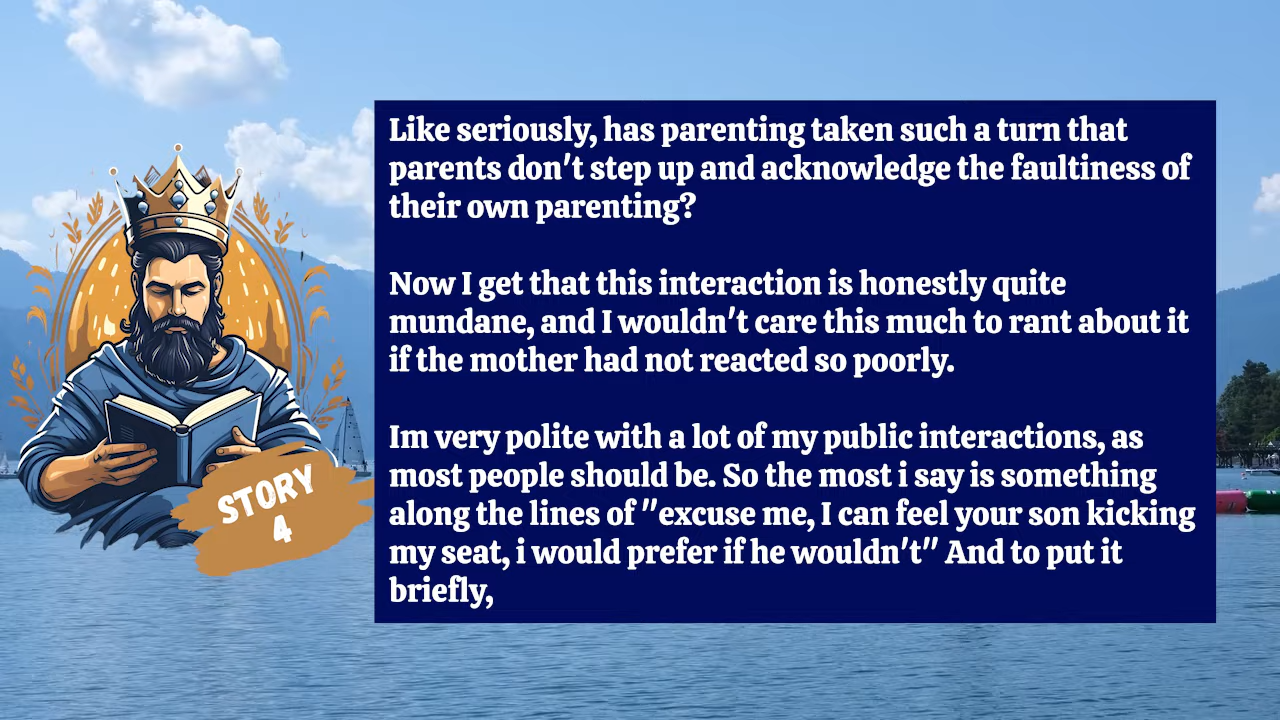 Like seriously, has parenting taken such a turn that
parents don't step up and acknowledge the faultiness of
their own parenting?
Now I get that this interaction is honestly quite
mundane, and I wouldn't care this much to rant about it
if the mother had not reacted so poorly.
Im very polite with a lot of my public interactions, as
most people should be. So the most i say is something
along the lines of "excuse me, I can feel your son kicking
my seat, i would prefer if he wouldn't" And to put it
briefly,
STORY
4